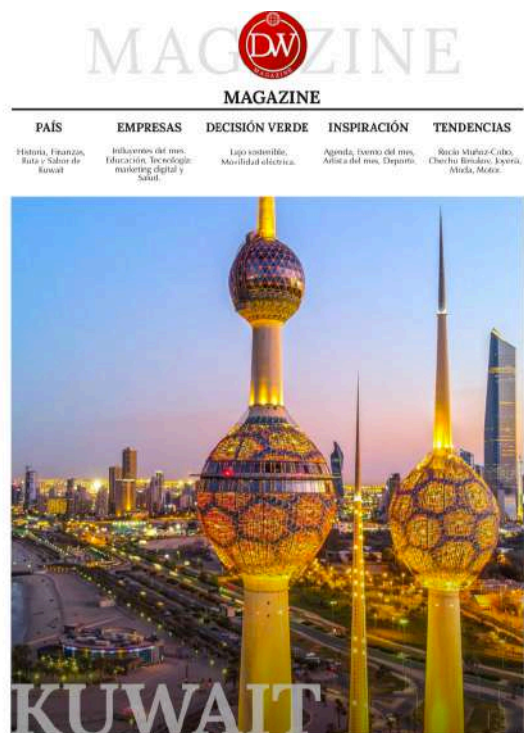 MAGAZINE
DW
MAGAZINE
MAGAZINE
PAÍS
Historia, Finanzas,
Ruta y Sabor de
Kuwait
EMPRESAS
Influyentes del mes.
Educación, Tecnología
marketing digital y
Salud.
DECISIÓN VERDE
Lujo sostenible,
Movilidad eléctrica.
INSPIRACIÓN
Agenda, Evento del mes,
Artista del mes, Deporte.
TENDENCIAS
Rocío Muñoz-Cobo,
Chechu Biriukov, Joyería,
Moda, Motor.
KUWAIT